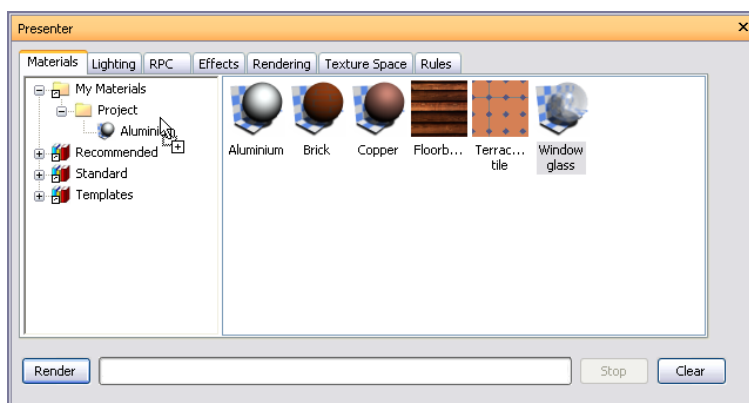 Presenter
Materials Lighting RPC Effects Rendering Texture Space Rules
My Materials
Project
Aluminium
Recommended
Standard
Templates
Aluminium Brick Copper Floorb... Terrac... Window
tile glass
Render Stop Clear